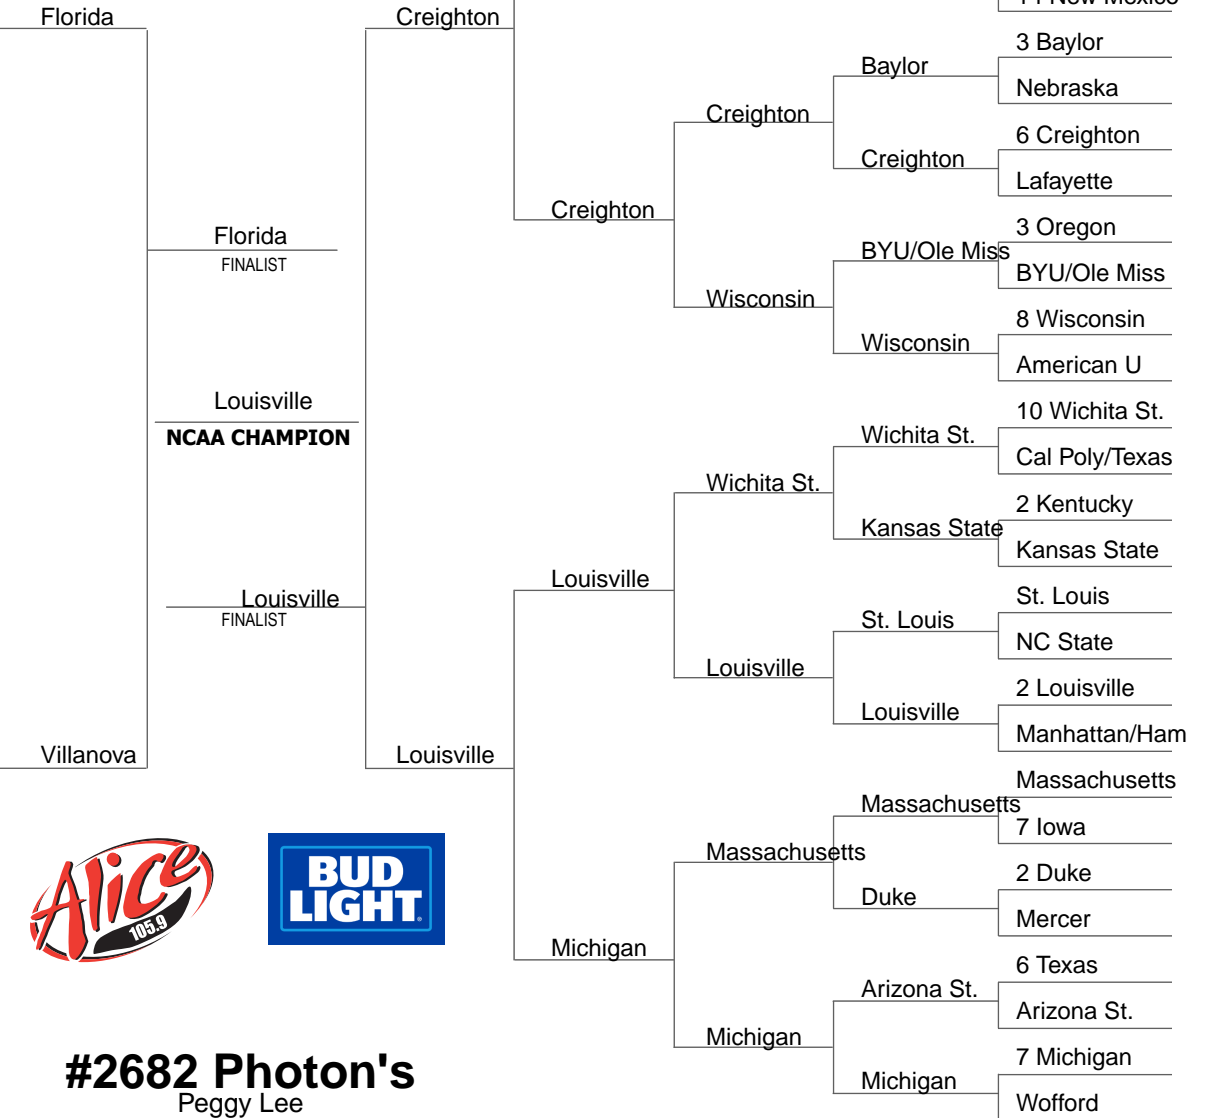 Florida
Creighton
3 Baylor
Baylor
Nebraska
Creighton
6 Creighton
Creighton
Lafayette
Creighton
3 Oregon
Florida
FINALIST
BYU/Ole Miss
BYU/Ole Miss
Wisconsin
8 Wisconsin
Wisconsin
American U
Louisville
NCAA CHAMPION
10 Wichita St.
Wichita St.
Cal Poly/Texas
Wichita St.
2 Kentucky
Kansas State
Kansas State
Louisville
St. Louis
Louisville
FINALIST
St. Louis
NC State
Louisville
2 Louisville
Louisville
Manhattan/Ham
Villanova
Louisville
Massachusetts
Massachusetts
7 Iowa
Massachusetts
2 Duke
Duke
Mercer
Alice
105.9
BUD
LIGHT
Michigan
6 Texas
Arizona St.
Arizona St.
Michigan
7 Michigan
Michigan
Wofford
#2682 Photon's
Peggy Lee